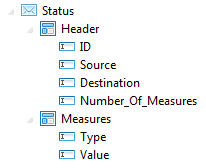 Status
Header
ID
Source
Destination
Number_Of_Measures
Measures
Type
Value